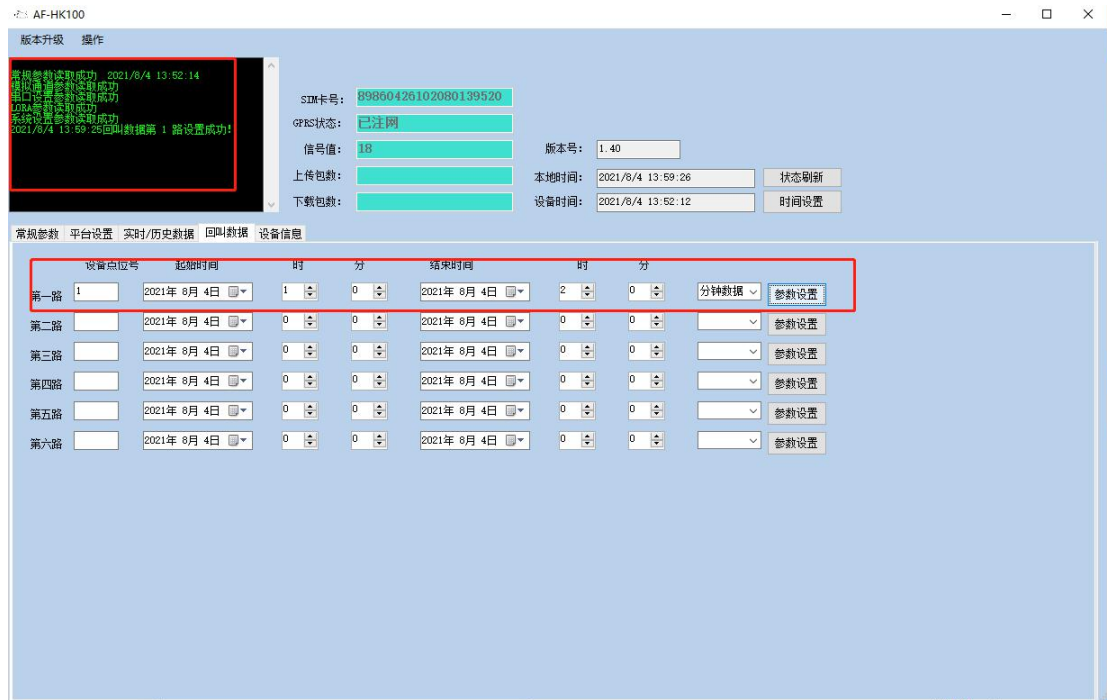 AF-HK100
版本升级 操作
常规参数读取成功 2021/8/4 13:52:14
模拟通道参数读取成功
串口设置参数读取成功
LORA参数读取成功
系统设置参数读取成功
2021/8/4 13:59:25回叫数据第 1 路设置成功!
SIM卡号: 89860426102080139520
GPRS状态: 已注网
信号值: 18 版本号: 1.40
上传包数: 本地时间: 2021/8/4 13:59:26 状态刷新
下载包数: 设备时间: 2021/8/4 13:52:12 时间设置
常规参数 平台设置 实时/历史数据 回叫数据 设备信息
设备点位号 起始时间 时 分 结束时间 时 分
第一路 1 2021年 8月 4日 1 0 2021年 8月 4日 2 0 分钟数据 参数设置
第二路 2021年 8月 4日 0 0 2021年 8月 4日 0 0 参数设置
第三路 2021年 8月 4日 0 0 2021年 8月 4日 0 0 参数设置
第四路 2021年 8月 4日 0 0 2021年 8月 4日 0 0 参数设置
第五路 2021年 8月 4日 0 0 2021年 8月 4日 0 0 参数设置
第六路 2021年 8月 4日 0 0 2021年 8月 4日 0 0 参数设置